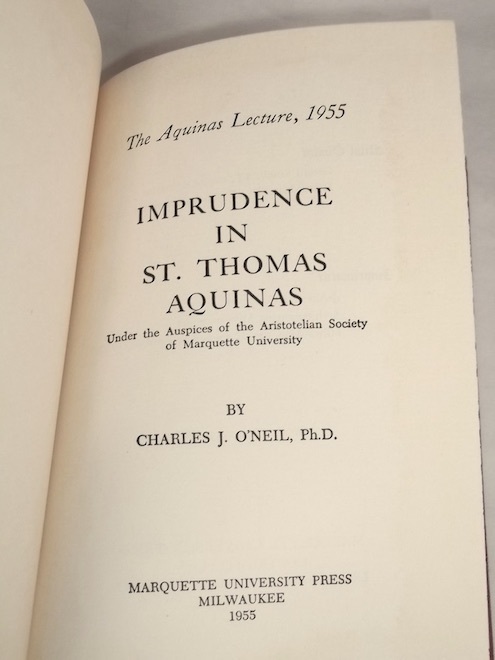 The Aquinas Lecture, 1955
IMPRUDENCE
IN
ST. THOMAS
AQUINAS
Under the Auspices of the Aristotelian Society
of Marquette University
BY
CHARLES J. O'NEIL, Ph.D.
MARQUETTE UNIVERSITY PRESS
MILWAUKEE
1955